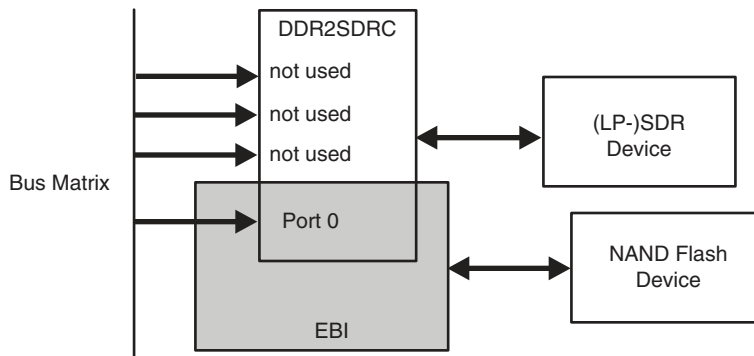 DDR2SDRC
not used
not used
not used
(LP-)SDR
Device
Bus Matrix
Port 0
NAND Flash
Device
EBI